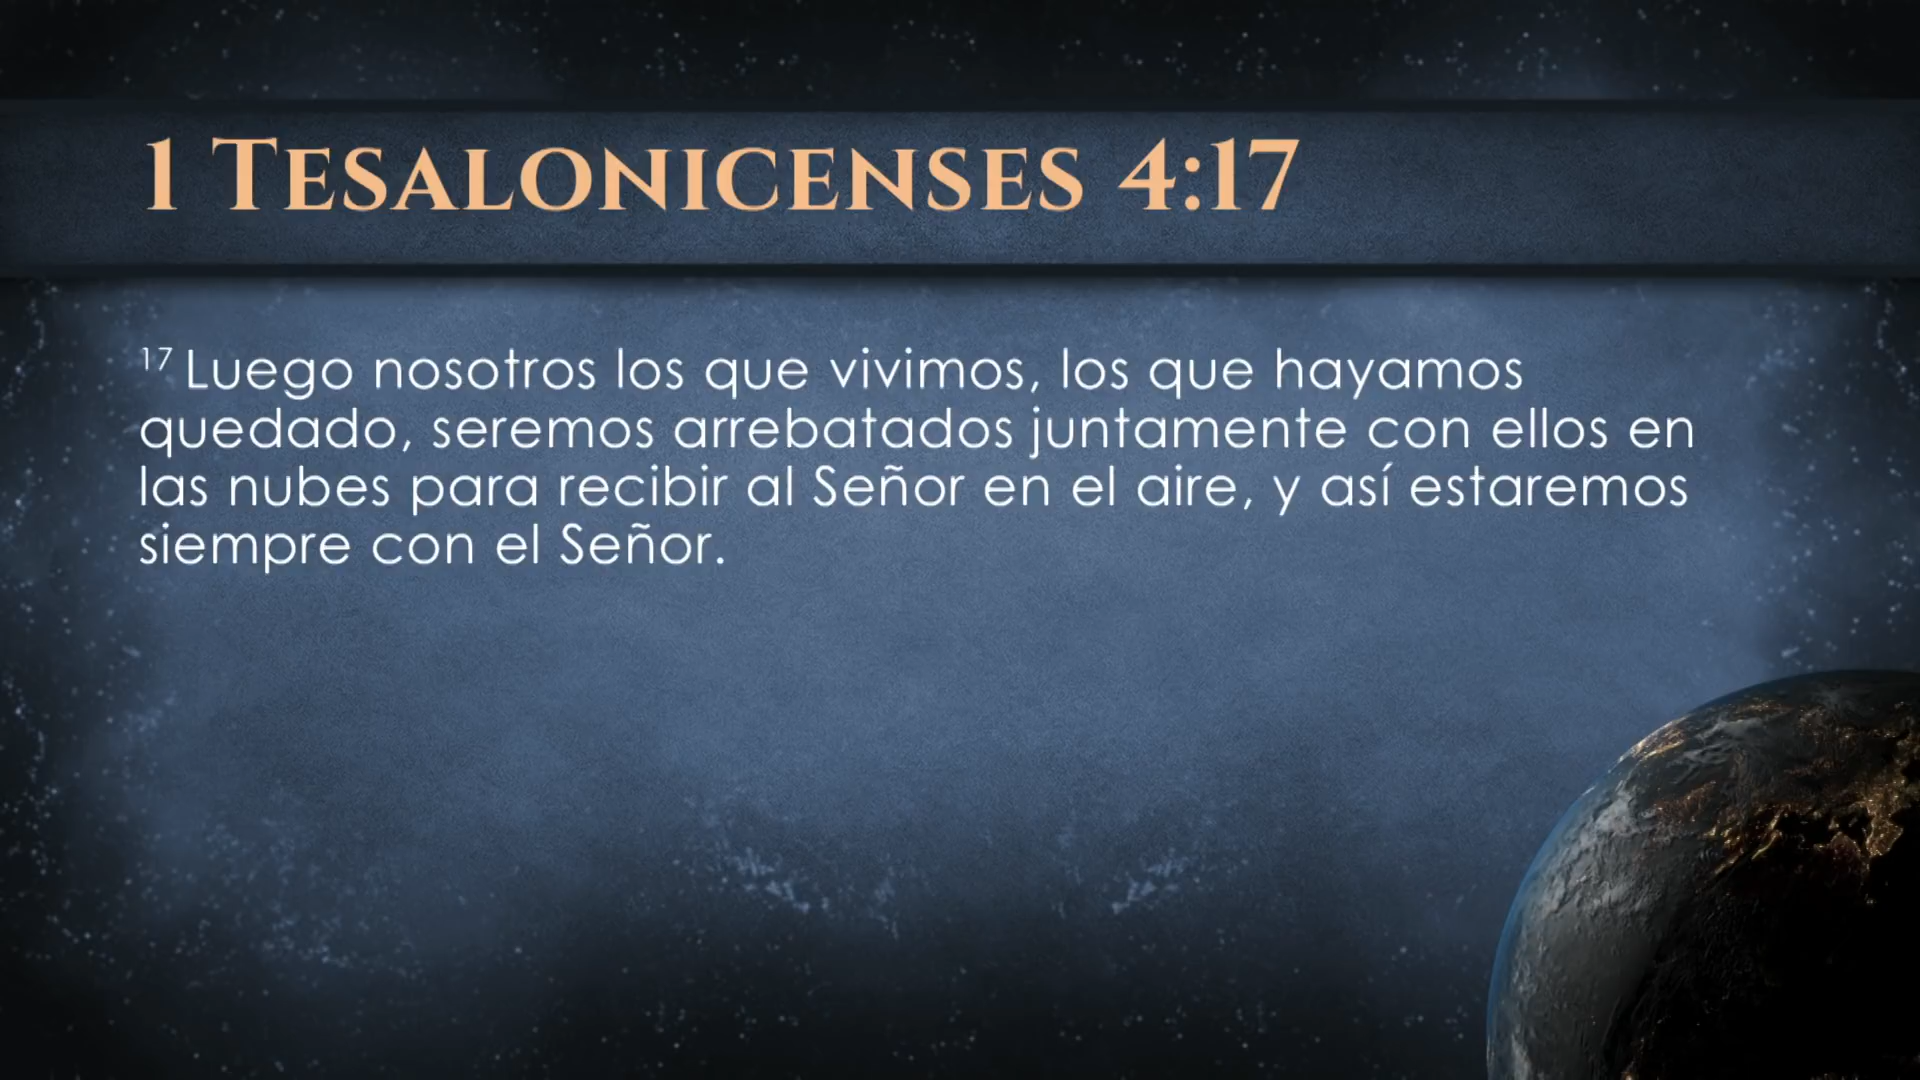 1 Tesalonicenses 4:17
17 Luego nosotros los que vivimos, los que hayamos
quedado, seremos arrebatados juntamente con ellos en
las nubes para recibir al Señor en el aire, y así estaremos
siempre con el Señor.